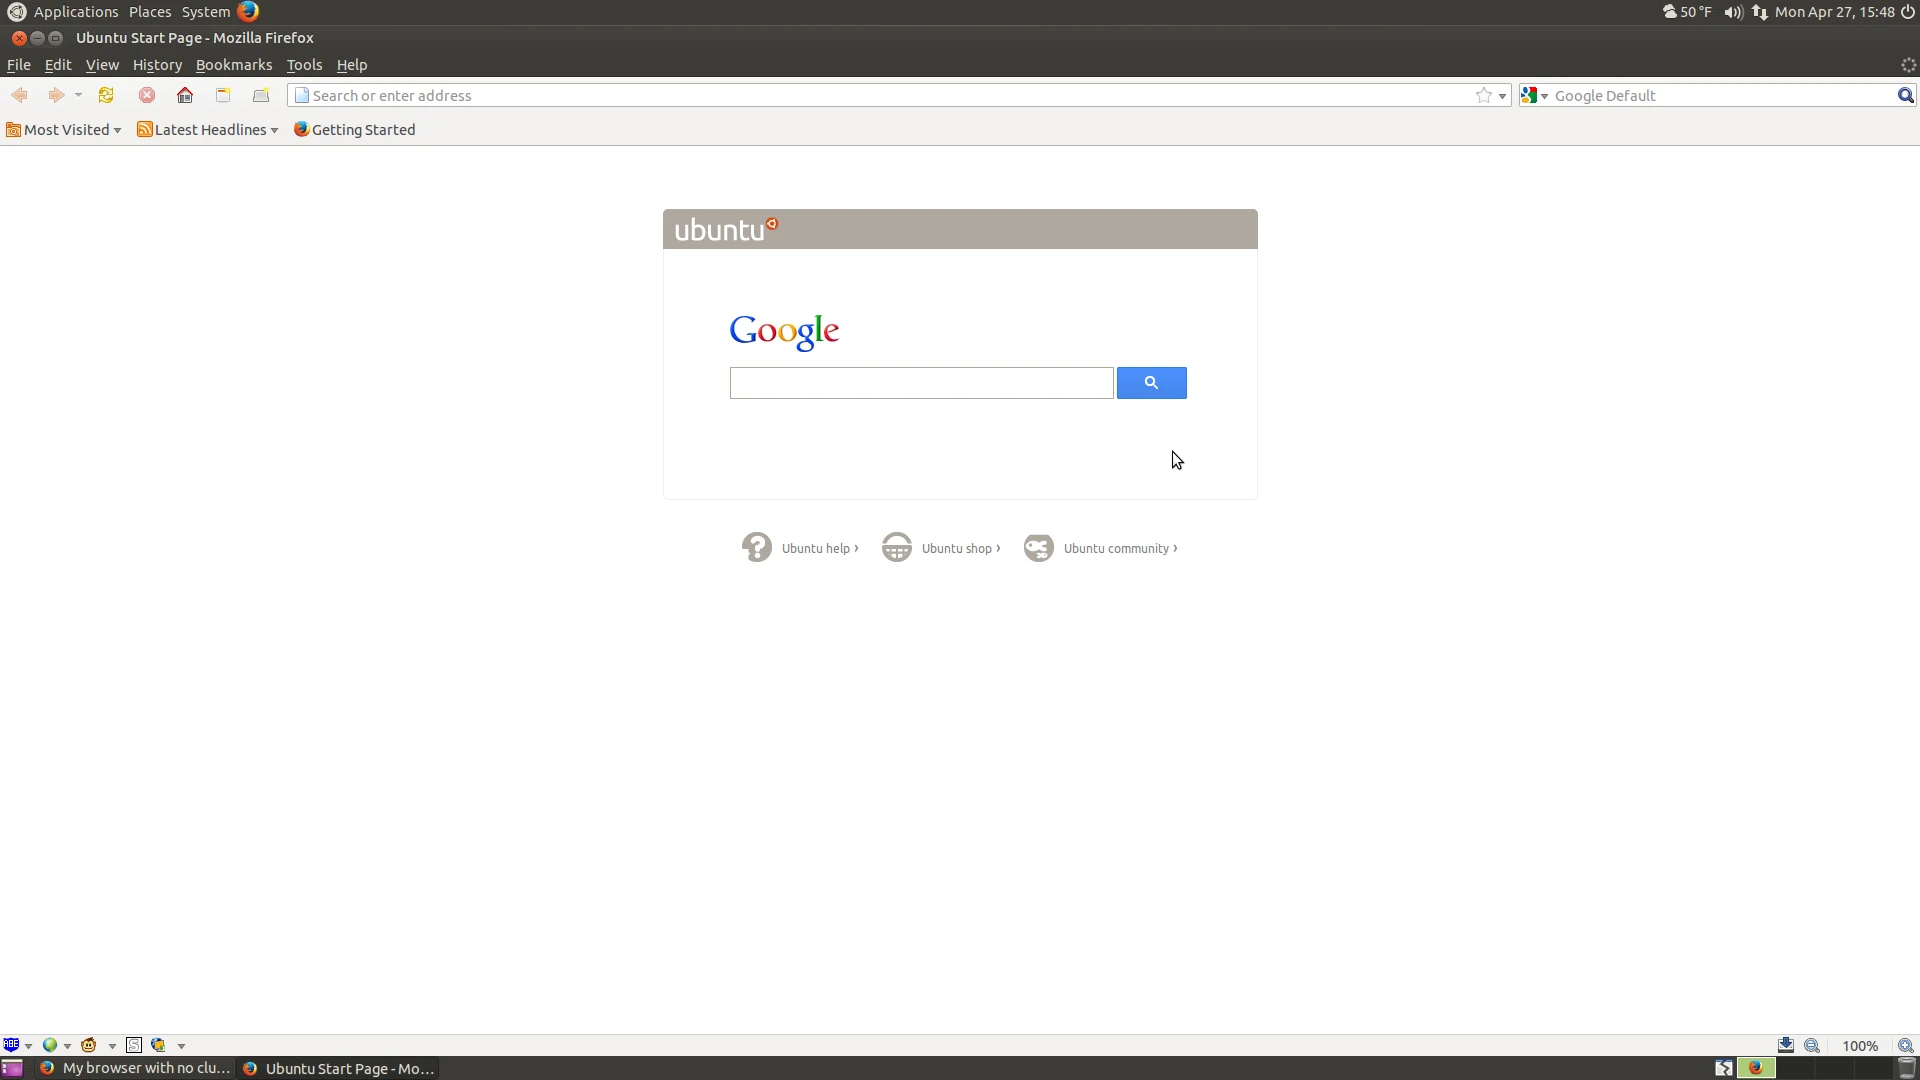 Applications Places System 50 °F Mon Apr 27, 15:48
Ubuntu Start Page - Mozilla Firefox
File Edit View History Bookmarks Tools Help
Search or enter address Google Default
Most Visited Latest Headlines Getting Started
ubuntu
Google
Ubuntu help › Ubuntu shop › Ubuntu community ›
ABE S 100%
My browser with no clu... Ubuntu Start Page - Mo...